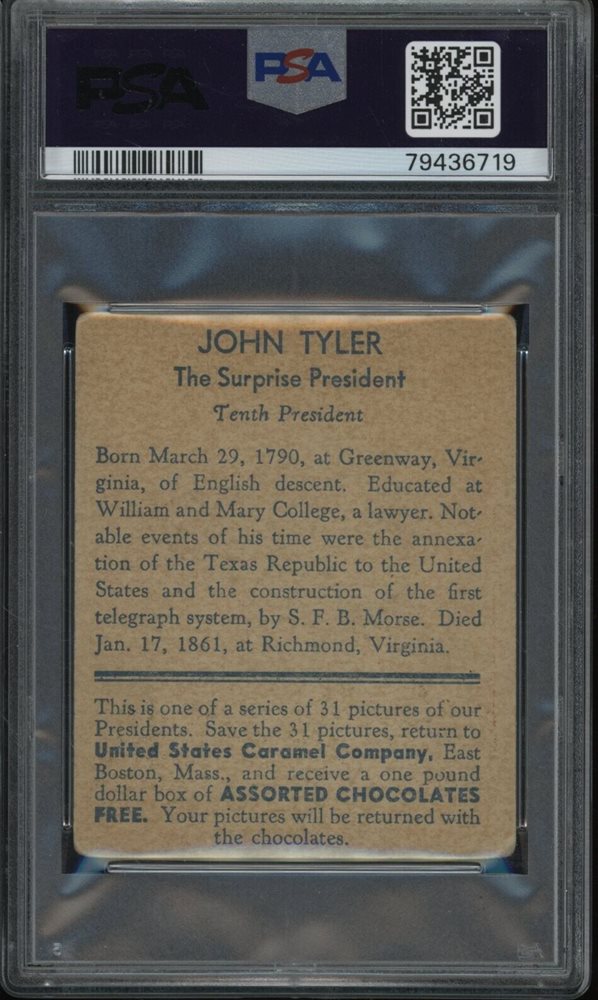 PSA
PSA
79436719
JOHN TYLER
The Surprise President
Tenth President
Born March 29, 1790, at Greenway, Vir-
ginia, of English descent. Educated at
William and Mary College, a lawyer. Not-
able events of his time were the annexa-
tion of the Texas Republic to the United
States and the construction of the first
telegraph system, by S. F. B. Morse. Died
Jan. 17, 1861, at Richmond, Virginia.
This is one of a series of 31 pictures of our
Presidents. Save the 31 pictures, return to
United States Caramel Company, East
Boston, Mass., and receive a one pound
dollar box of ASSORTED CHOCOLATES
FREE. Your pictures will be returned with
the chocolates.